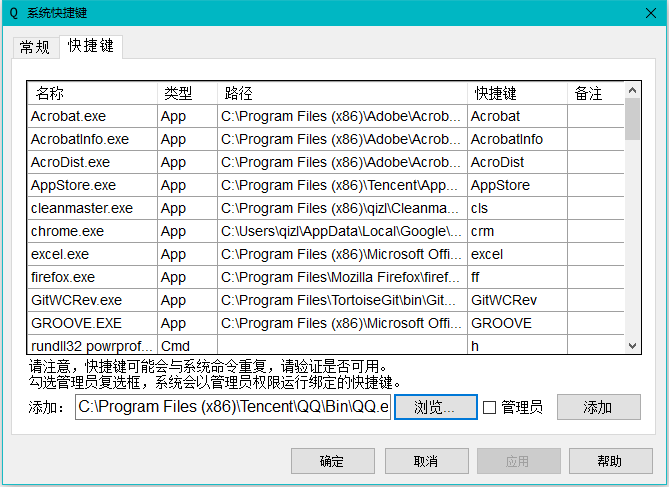 Q 系统快捷键
常规 快捷键
名称 类型 路径 快捷键 备注
Acrobat.exe App C:\Program Files (x86)\Adobe\Acrob... Acrobat
AcrobatInfo.exe App C:\Program Files (x86)\Adobe\Acrob... AcrobatInfo
AcroDist.exe App C:\Program Files (x86)\Adobe\Acrob... AcroDist
AppStore.exe App C:\Program Files (x86)\Tencent\App... AppStore
cleanmaster.exe App C:\Program Files (x86)\qizl\Cleanma... cls
chrome.exe App C:\Users\qizl\AppData\Local\Google\... crm
excel.exe App C:\Program Files (x86)\Microsoft Offi... excel
firefox.exe App C:\Program Files\Mozilla Firefox\firef... ff
GitWCRev.exe App C:\Program Files\TortoiseGit\bin\Git... GitWCRev
GROOVE.EXE App C:\Program Files (x86)\Microsoft Offi... GROOVE
rundll32 powrprof... Cmd h
请注意，快捷键可能会与系统命令重复，请验证是否可用。
勾选管理员复选框，系统会以管理员权限运行绑定的快捷键。
添加： C:\Program Files (x86)\Tencent\QQ\Bin\QQ.e 浏览... 管理员 添加
确定 取消 应用 帮助